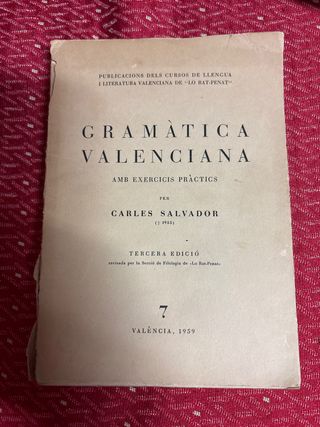 PUBLICACIONS DELS CURSOS DE LLENGUA
I LITERATURA VALENCIANA DE "LO RAT-PENAT"
GRAMÀTICA
VALENCIANA
AMB EXERCICIS PRÀCTICS
PER
CARLES SALVADOR
(† 1955)
TERCERA EDICIÓ
revisada per la Secció de Filologia de «Lo Rat-Penat»
7
VALÈNCIA, 1959